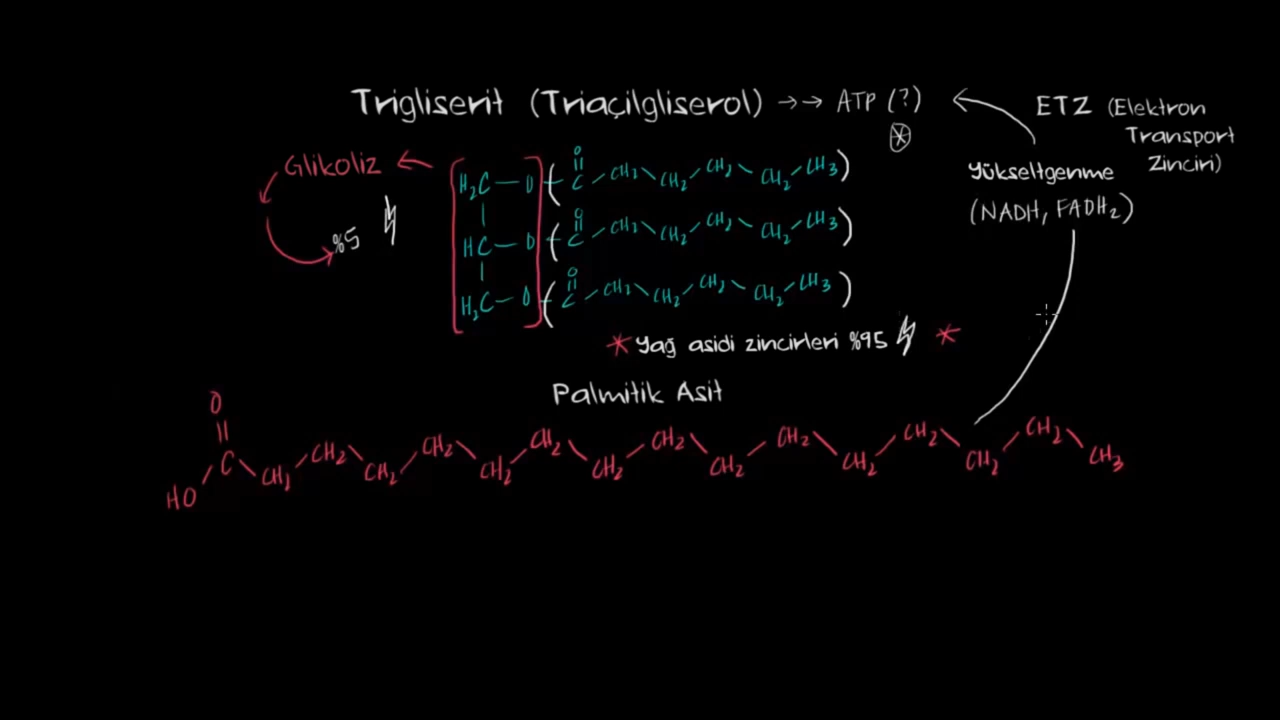 Trigliserit (Triaçilgliserol) →→ ATP (?)
ETZ (Elektron
Transport
Zinciri)
Yükseltgenme
(NADH, FADH₂)
Glikoliz
%5
O O O
H₂C — O — ( C — CH₂ — CH₂ — CH₂ — CH₂ — CH₃ )
HC — O — ( C — CH₂ — CH₂ — CH₂ — CH₂ — CH₃ )
H₂C — O — ( C — CH₂ — CH₂ — CH₂ — CH₂ — CH₃ )
* Yağ asidi zincirleri %95 *
Palmitik Asit
O
HO C CH₂ CH₂ CH₂ CH₂ CH₂ CH₂ CH₂ CH₂ CH₂ CH₂ CH₂ CH₂ CH₂ CH₂ CH₃